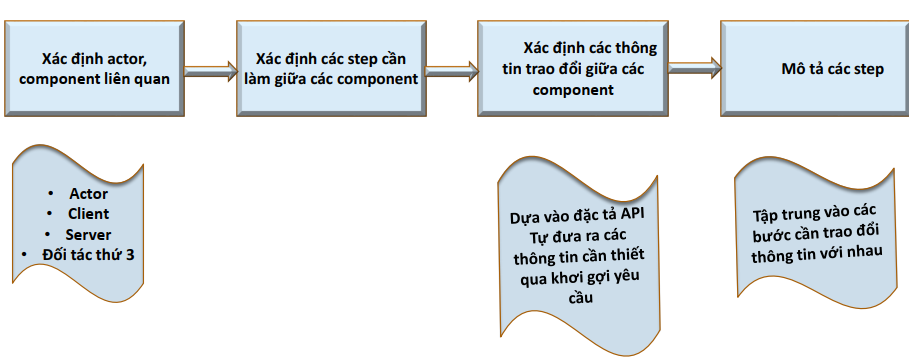 Xác định actor,
component liên quan
Xác định các step cần
làm giữa các component
Xác định các thông
tin trao đổi giữa các
component
Mô tả các step
• Actor
• Client
• Server
• Đối tác thứ 3
Dựa vào đặc tả API
Tự đưa ra các
thông tin cần thiết
qua khơi gợi yêu
cầu
Tập trung vào các
bước cần trao đổi
thông tin với nhau